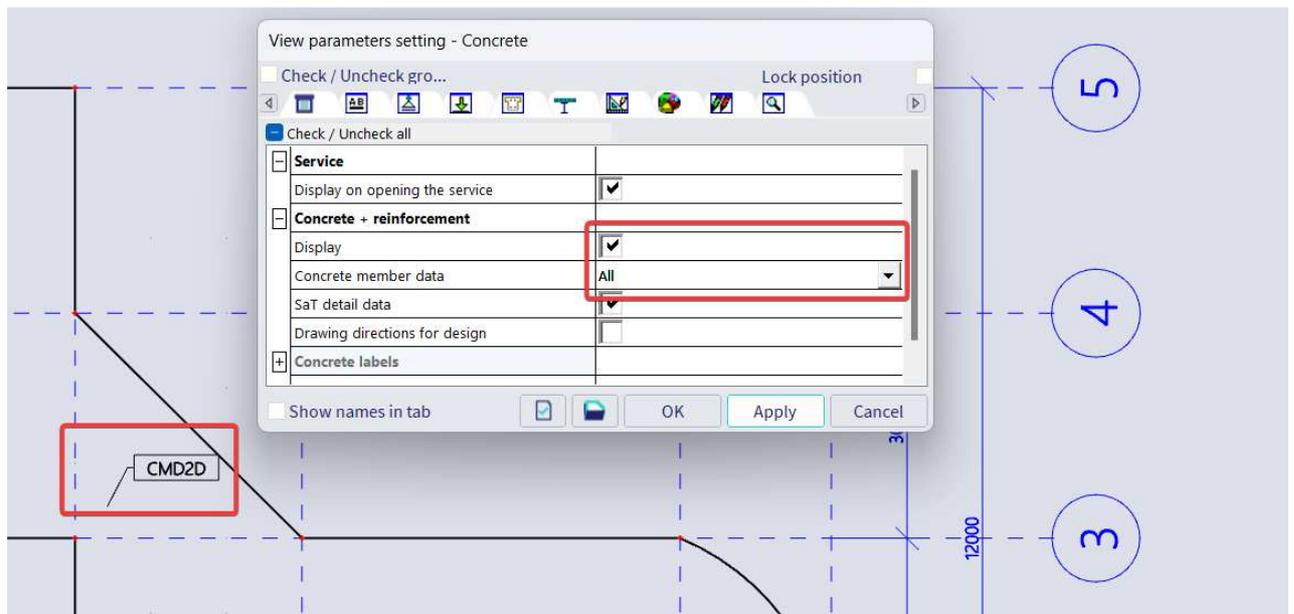 View parameters setting - Concrete
Check / Uncheck gro...
Lock position
AB
Check / Uncheck all
Service
Display on opening the service
Concrete + reinforcement
Display
Concrete member data
All
SaT detail data
Drawing directions for design
Concrete labels
Show names in tab
OK
Apply
Cancel
CMD2D
5
4
3
12000